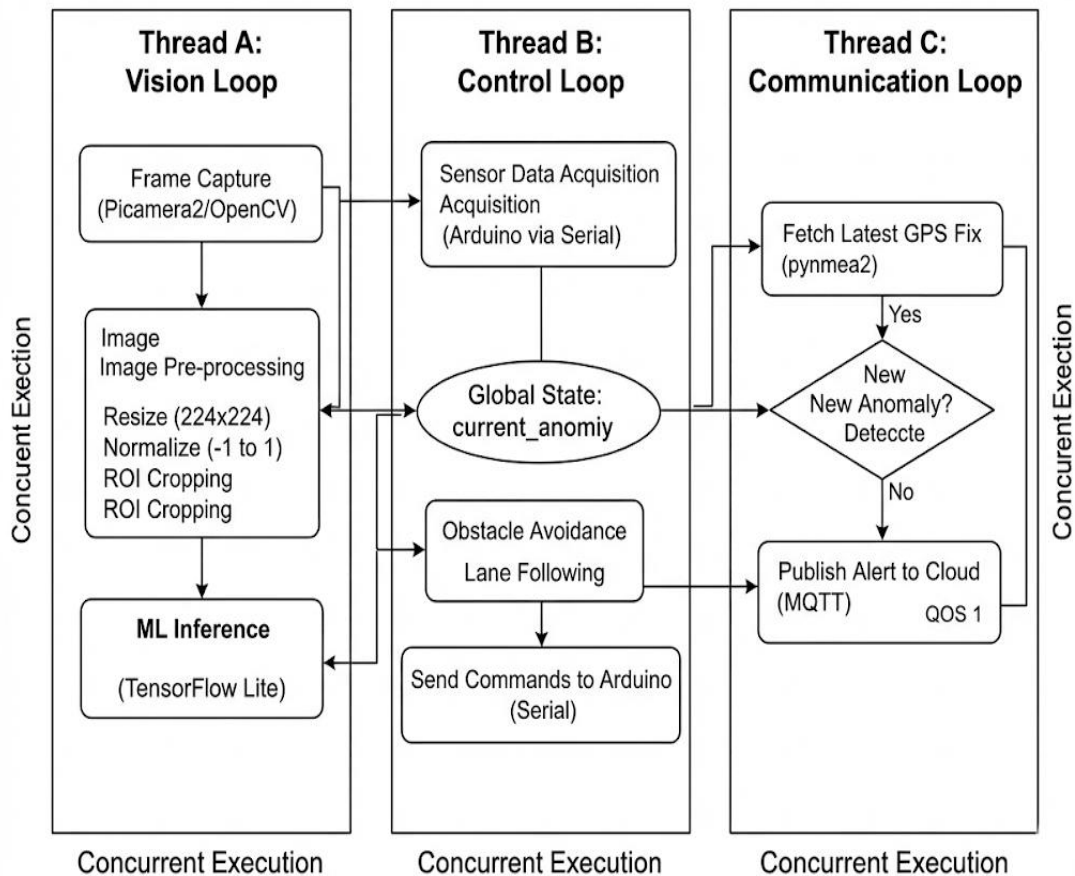 Thread A:
Vision Loop
Frame Capture
(Picamera2/OpenCV)
Image
Image Pre-processing
Resize (224x224)
Normalize (-1 to 1)
ROI Cropping
ROI Cropping
ML Inference
(TensorFlow Lite)
Thread B:
Control Loop
Sensor Data Acquisition
Acquisition
(Arduino via Serial)
Global State:
current_anomiy
Obstacle Avoidance
Lane Following
Send Commands to Arduino
(Serial)
Thread C:
Communication Loop
Fetch Latest GPS Fix
(pynmea2)
Yes
New
New Anomaly?
Deteccte
No
Publish Alert to Cloud
(MQTT)
QOS 1
Concurent Exection
Concurent Exection
Concurrent Execution
Concurrent Execution
Concurrent Execution